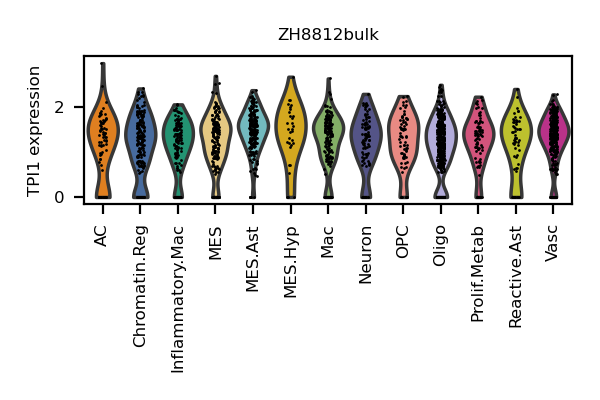 ZH8812bulk
TPI1 expression
2
0
AC
Chromatin.Reg
Inflammatory.Mac
MES
MES.Ast
MES.Hyp
Mac
Neuron
OPC
Oligo
Prolif.Metab
Reactive.Ast
Vasc